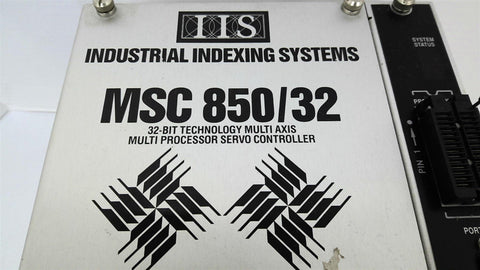 IIS
INDUSTRIAL INDEXING SYSTEMS
MSC 850/32
32-BIT TECHNOLOGY MULTI AXIS
MULTI PROCESSOR SERVO CONTROLLER
SYSTEM
STATUS
PIN 1